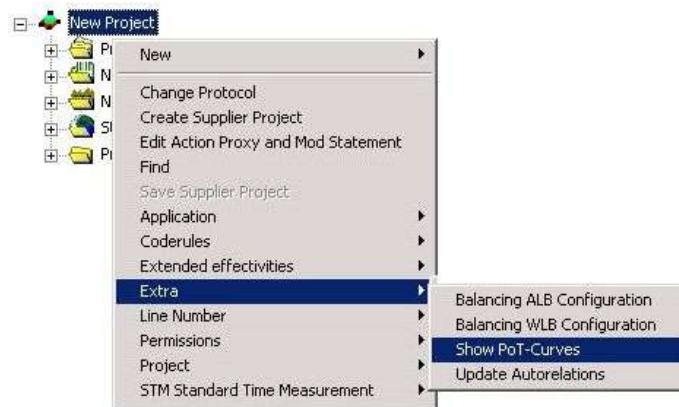 New Project
New
Change Protocol
Create Supplier Project
Edit Action Proxy and Mod Statement
Find
Save Supplier Project
Application
Coderules
Extended effectivities
Extra
Line Number
Permissions
Project
STM Standard Time Measurement
Balancing ALB Configuration
Balancing WLB Configuration
Show PoT-Curves
Update Autorelations